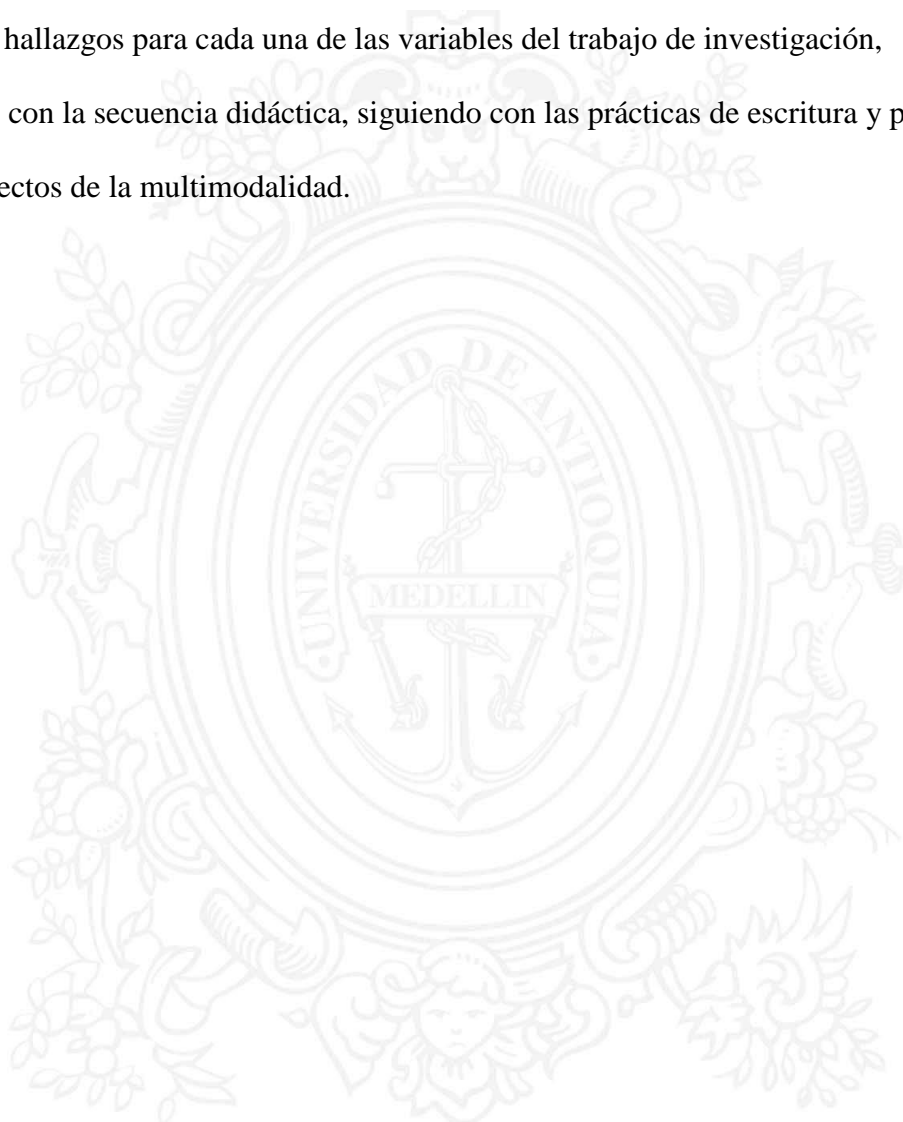 hallazgos para cada una de las variables del trabajo de investigación,
con la secuencia didáctica, siguiendo con las prácticas de escritura y
de la multimodalidad.
UNIVERSIDAD DE ANTIOQUIA
MEDELLIN